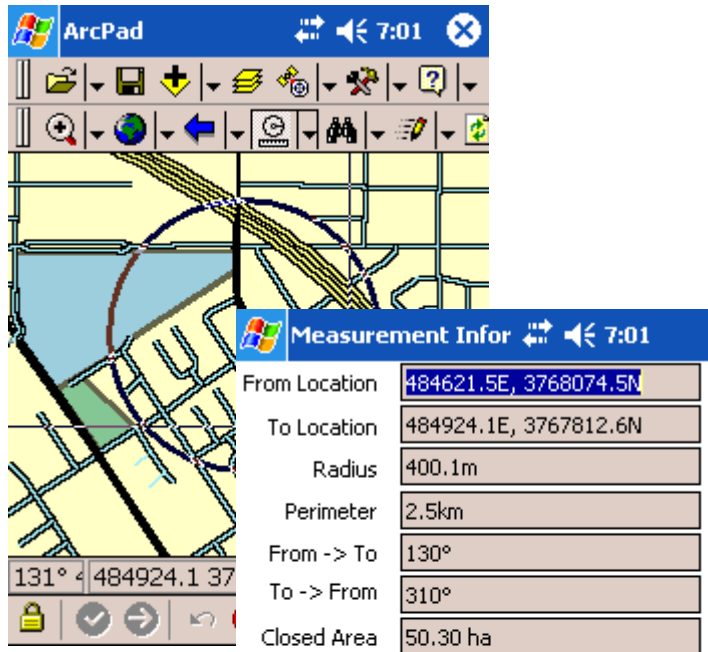 ArcPad 7:01
131° 484924.1 37
Measurement Infor 7:01
From Location 484621.5E, 3768074.5N
To Location 484924.1E, 3767812.6N
Radius 400.1m
Perimeter 2.5km
From -> To 130°
To -> From 310°
Closed Area 50.30 ha